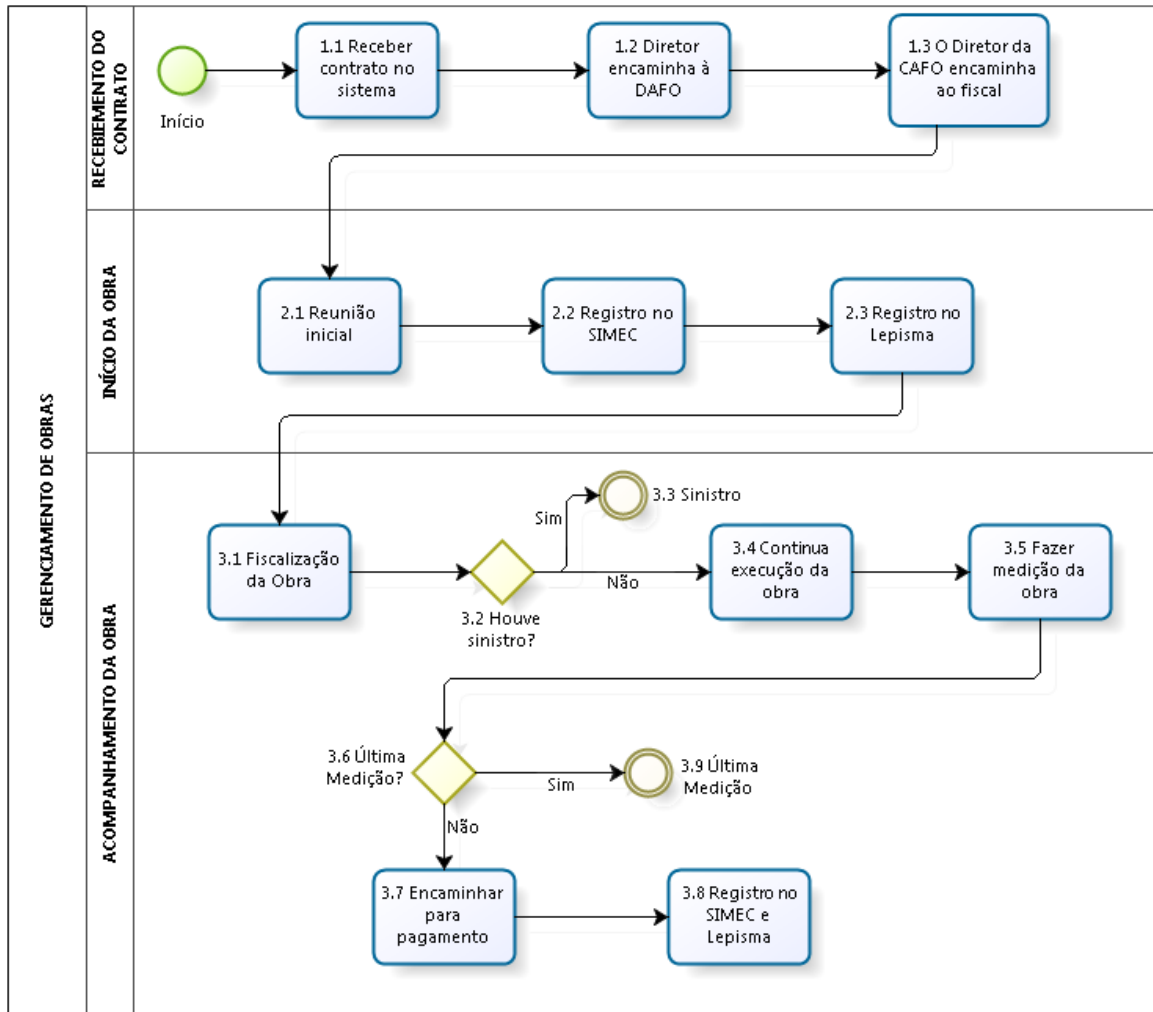 GERENCIAMENTO DE OBRAS
RECEBIEMENTO DO
CONTRATO
Início
1.1 Receber
contrato no
sistema
1.2 Diretor
encaminha à
DAFO
1.3 O Diretor da
CAFO encaminha
ao fiscal
INÍCIO DA OBRA
2.1 Reunião
inicial
2.2 Registro no
SIMEC
2.3 Registro no
Lepisma
ACOMPANHAMENTO DA OBRA
3.1 Fiscalização
da Obra
3.2 Houve
sinistro?
Sim
3.3 Sinistro
Não
3.4 Continua
execução da
obra
3.5 Fazer
medição da
obra
3.6 Última
Medição?
Sim
3.9 Última
Medição
Não
3.7 Encaminhar
para
pagamento
3.8 Registro no
SIMEC e
Lepisma